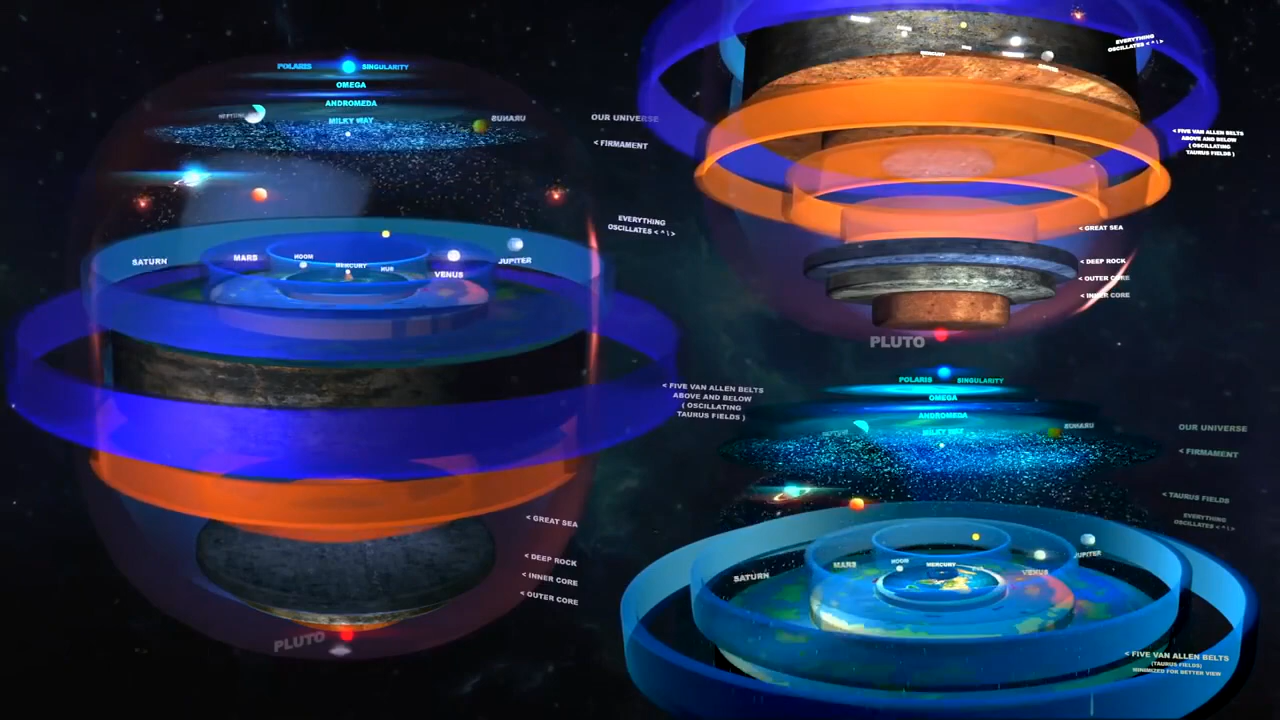 POLARIS SINGULARITY
OMEGA
ANDROMEDA
MILKY WAY
OUR UNIVERSE
< FIRMAMENT
EVERYTHING
OSCILLATES < ^ \ >
SATURN MARS MERCURY VENUS JUPITER
< FIVE VAN ALLEN BELTS
ABOVE AND BELOW
( OSCILLATING
TAURUS FIELDS )
< GREAT SEA
< DEEP ROCK
< INNER CORE
< OUTER CORE
PLUTO
EVERYTHING
OSCILLATES < ^ \ >
< FIVE VAN ALLEN BELTS
ABOVE AND BELOW
( OSCILLATING
TAURUS FIELDS )
< GREAT SEA
< DEEP ROCK
< OUTER CORE
< INNER CORE
PLUTO
POLARIS SINGULARITY
OMEGA
ANDROMEDA
MILKY WAY
OUR UNIVERSE
< FIRMAMENT
< TAURUS FIELDS
EVERYTHING
OSCILLATES < ^ \ >
SATURN MARS MERCURY VENUS JUPITER
< FIVE VAN ALLEN BELTS
(TAURUS FIELDS)
MINIMIZED FOR BETTER VIEW